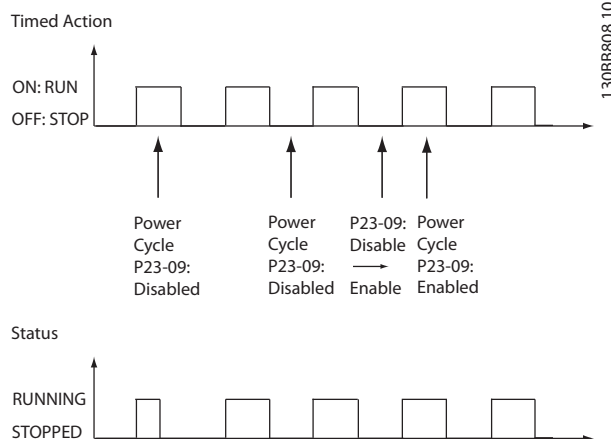 Timed Action
130BB808.10
ON: RUN
OFF: STOP
Power
Cycle
P23-09:
Disabled
Power
Cycle
P23-09:
Disabled
P23-09:
Disable
Enable
Power
Cycle
P23-09:
Enabled
Status
RUNNING
STOPPED